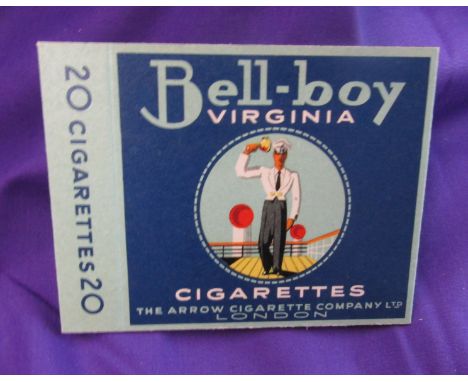 20 CIGARETTES 20
Bell-boy
VIRGINIA
CIGARETTES
THE ARROW CIGARETTE COMPANY LTD
LONDON